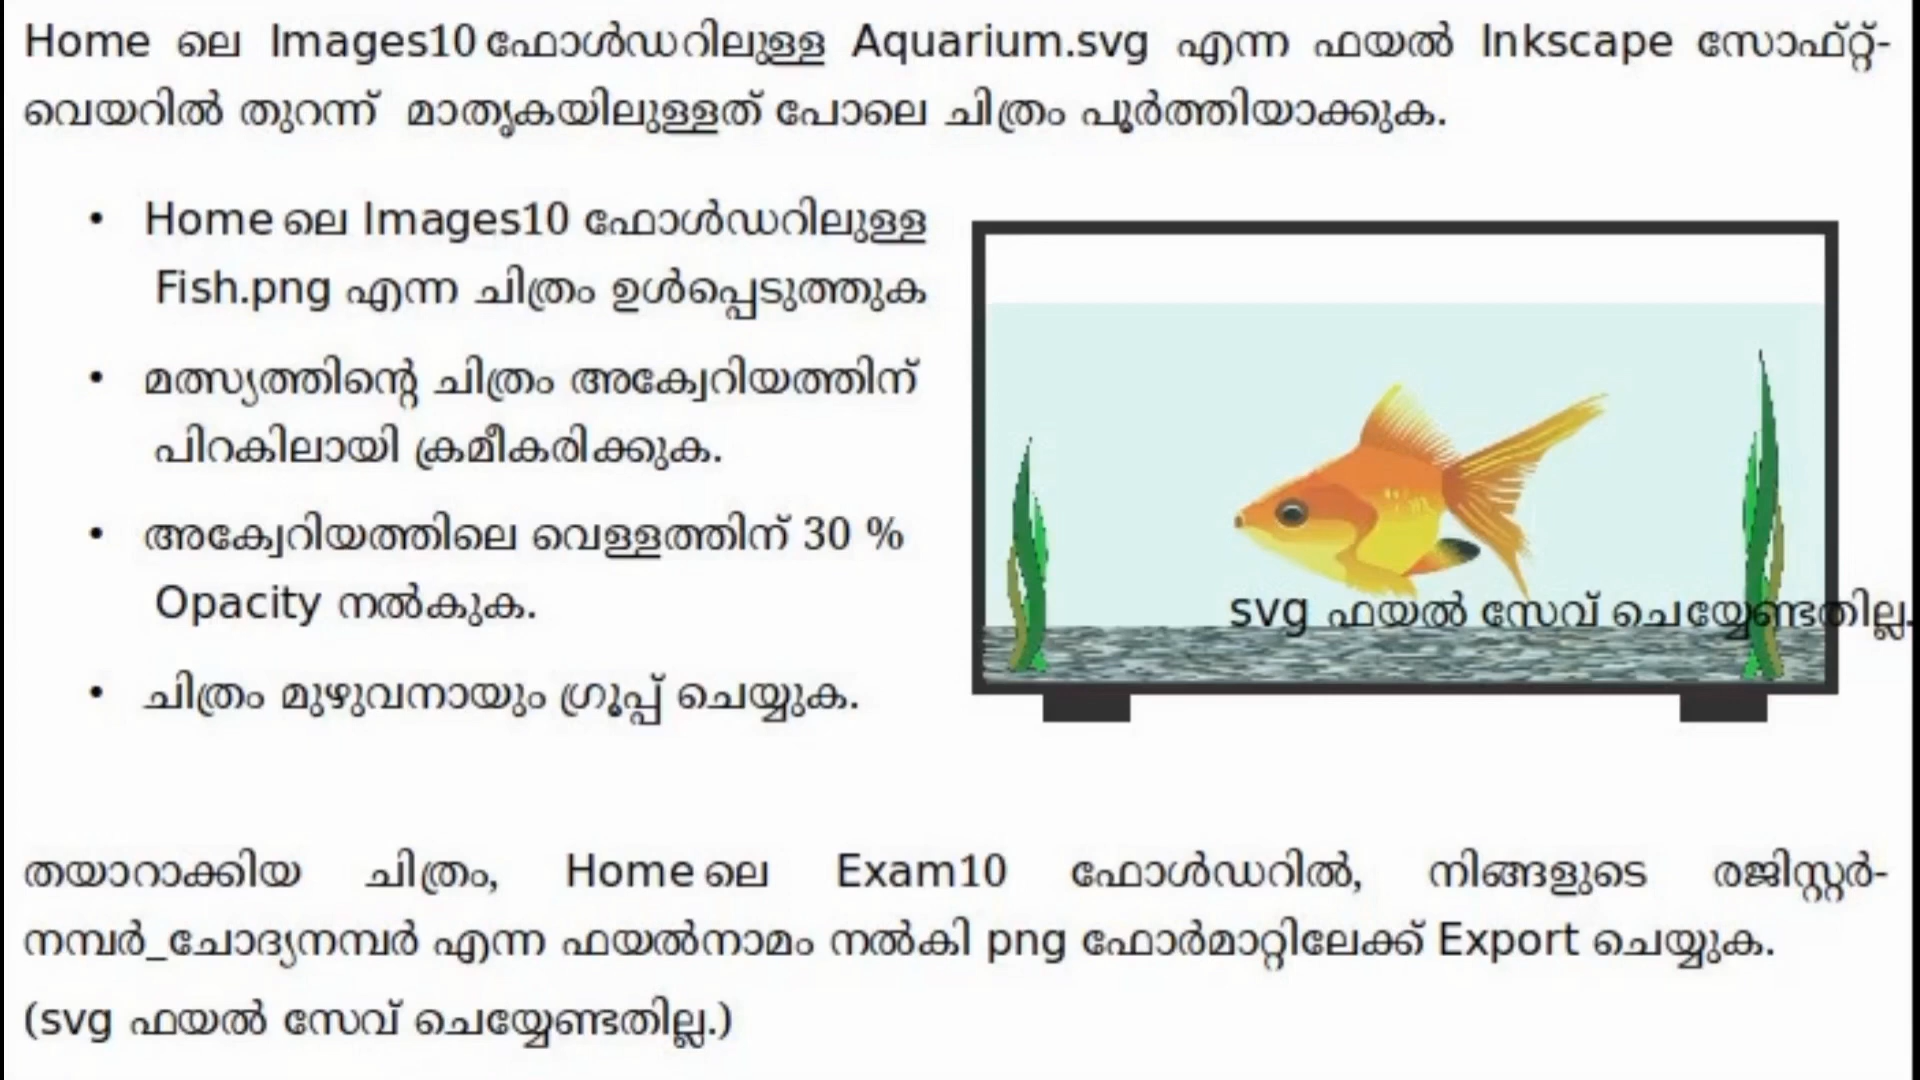 Home ലെ Images10 ഫോൾഡറിലുള്ള Aquarium.svg എന്ന ഫയൽ Inkscape സോഫ്റ്റ്-
വെയറിൽ തുറന്ന് മാതൃകയിലുള്ളത് പോലെ ചിത്രം പൂർത്തിയാക്കുക.
• Home ലെ Images10 ഫോൾഡറിലുള്ള
Fish.png എന്ന ചിത്രം ഉൾപ്പെടുത്തുക
• മത്സ്യത്തിന്റെ ചിത്രം അക്വേറിയത്തിന്
പിറകിലായി ക്രമീകരിക്കുക.
• അക്വേറിയത്തിലെ വെള്ളത്തിന് 30 %
Opacity നൽകുക.
svg ഫയൽ സേവ് ചെയ്യേണ്ടതില്ല.
• ചിത്രം മുഴുവനായും ഗ്രൂപ്പ് ചെയ്യുക.
തയാറാക്കിയ ചിത്രം, Home ലെ Exam10 ഫോൾഡറിൽ, നിങ്ങളുടെ രജിസ്റ്റർ-
നമ്പർ_ചോദ്യനമ്പർ എന്ന ഫയൽനാമം നൽകി png ഫോർമാറ്റിലേക്ക് Export ചെയ്യുക.
(svg ഫയൽ സേവ് ചെയ്യേണ്ടതില്ല.)